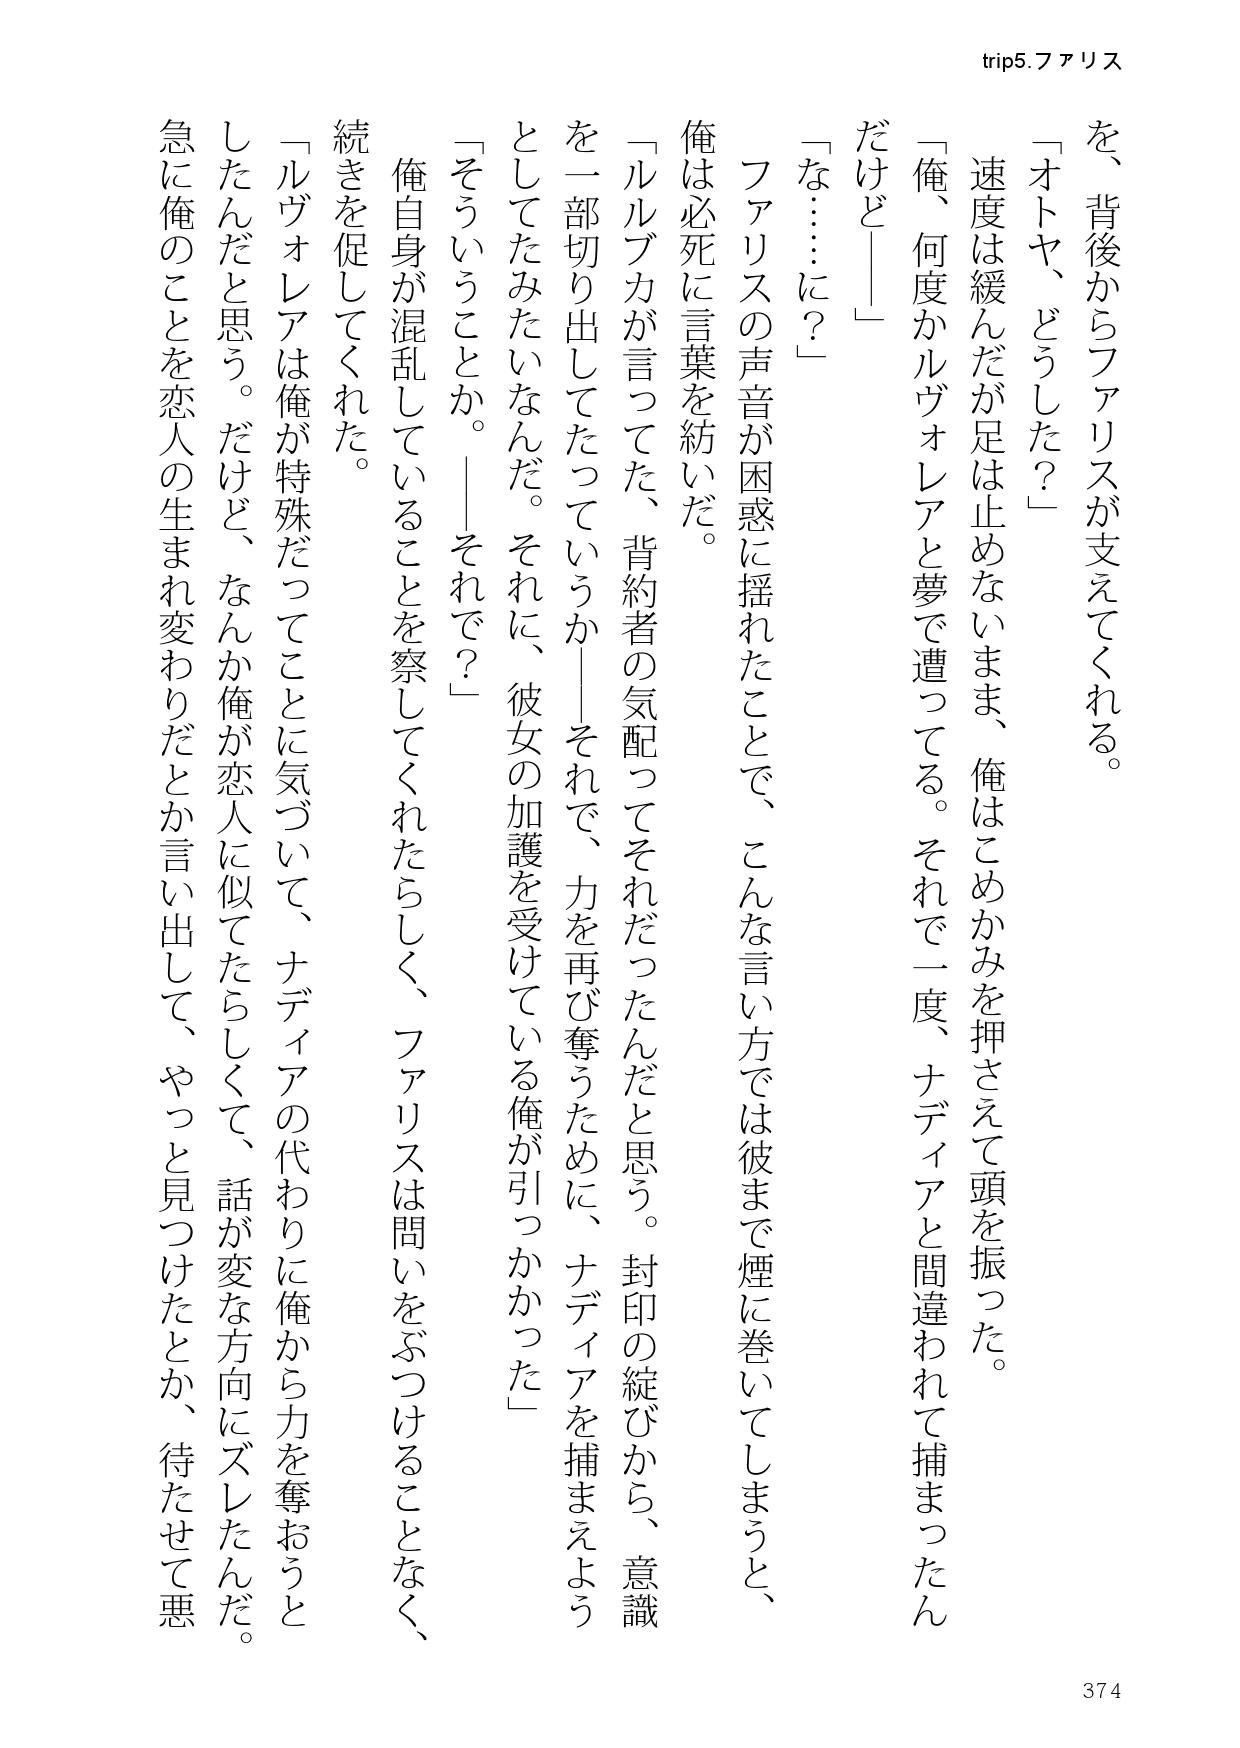 trip5.ファリス
を、背後からファリスが支えてくれる。
「オトヤ、どうした？」
　速度は緩んだが足は止めないまま、俺はこめかみを押さえて頭を振った。
「俺、何度かルヴォレアと夢で遭ってる。それで一度、ナディアと間違われて捕まったん
だけど――」
「な……に？」
　ファリスの声音が困惑に揺れたことで、こんな言い方では彼まで煙に巻いてしまうと、
俺は必死に言葉を紡いだ。
「ルルブカが言ってた、背約者の気配ってそれだったんだと思う。封印の綻びから、意識
を一部切り出してたっていうか――それで、力を再び奪うために、ナディアを捕まえよう
としてたみたいなんだ。それに、彼女の加護を受けている俺が引っかかった」
「そういうことか。――それで？」
　俺自身が混乱していることを察してくれたらしく、ファリスは問いをぶつけることなく、
続きを促してくれた。
「ルヴォレアは俺が特殊だってことに気づいて、ナディアの代わりに俺から力を奪おうと
したんだと思う。だけど、なんか俺が恋人に似てたらしくて、話が変な方向にズレたんだ。
急に俺のことを恋人の生まれ変わりだとか言い出して、やっと見つけたとか、待たせて悪
374